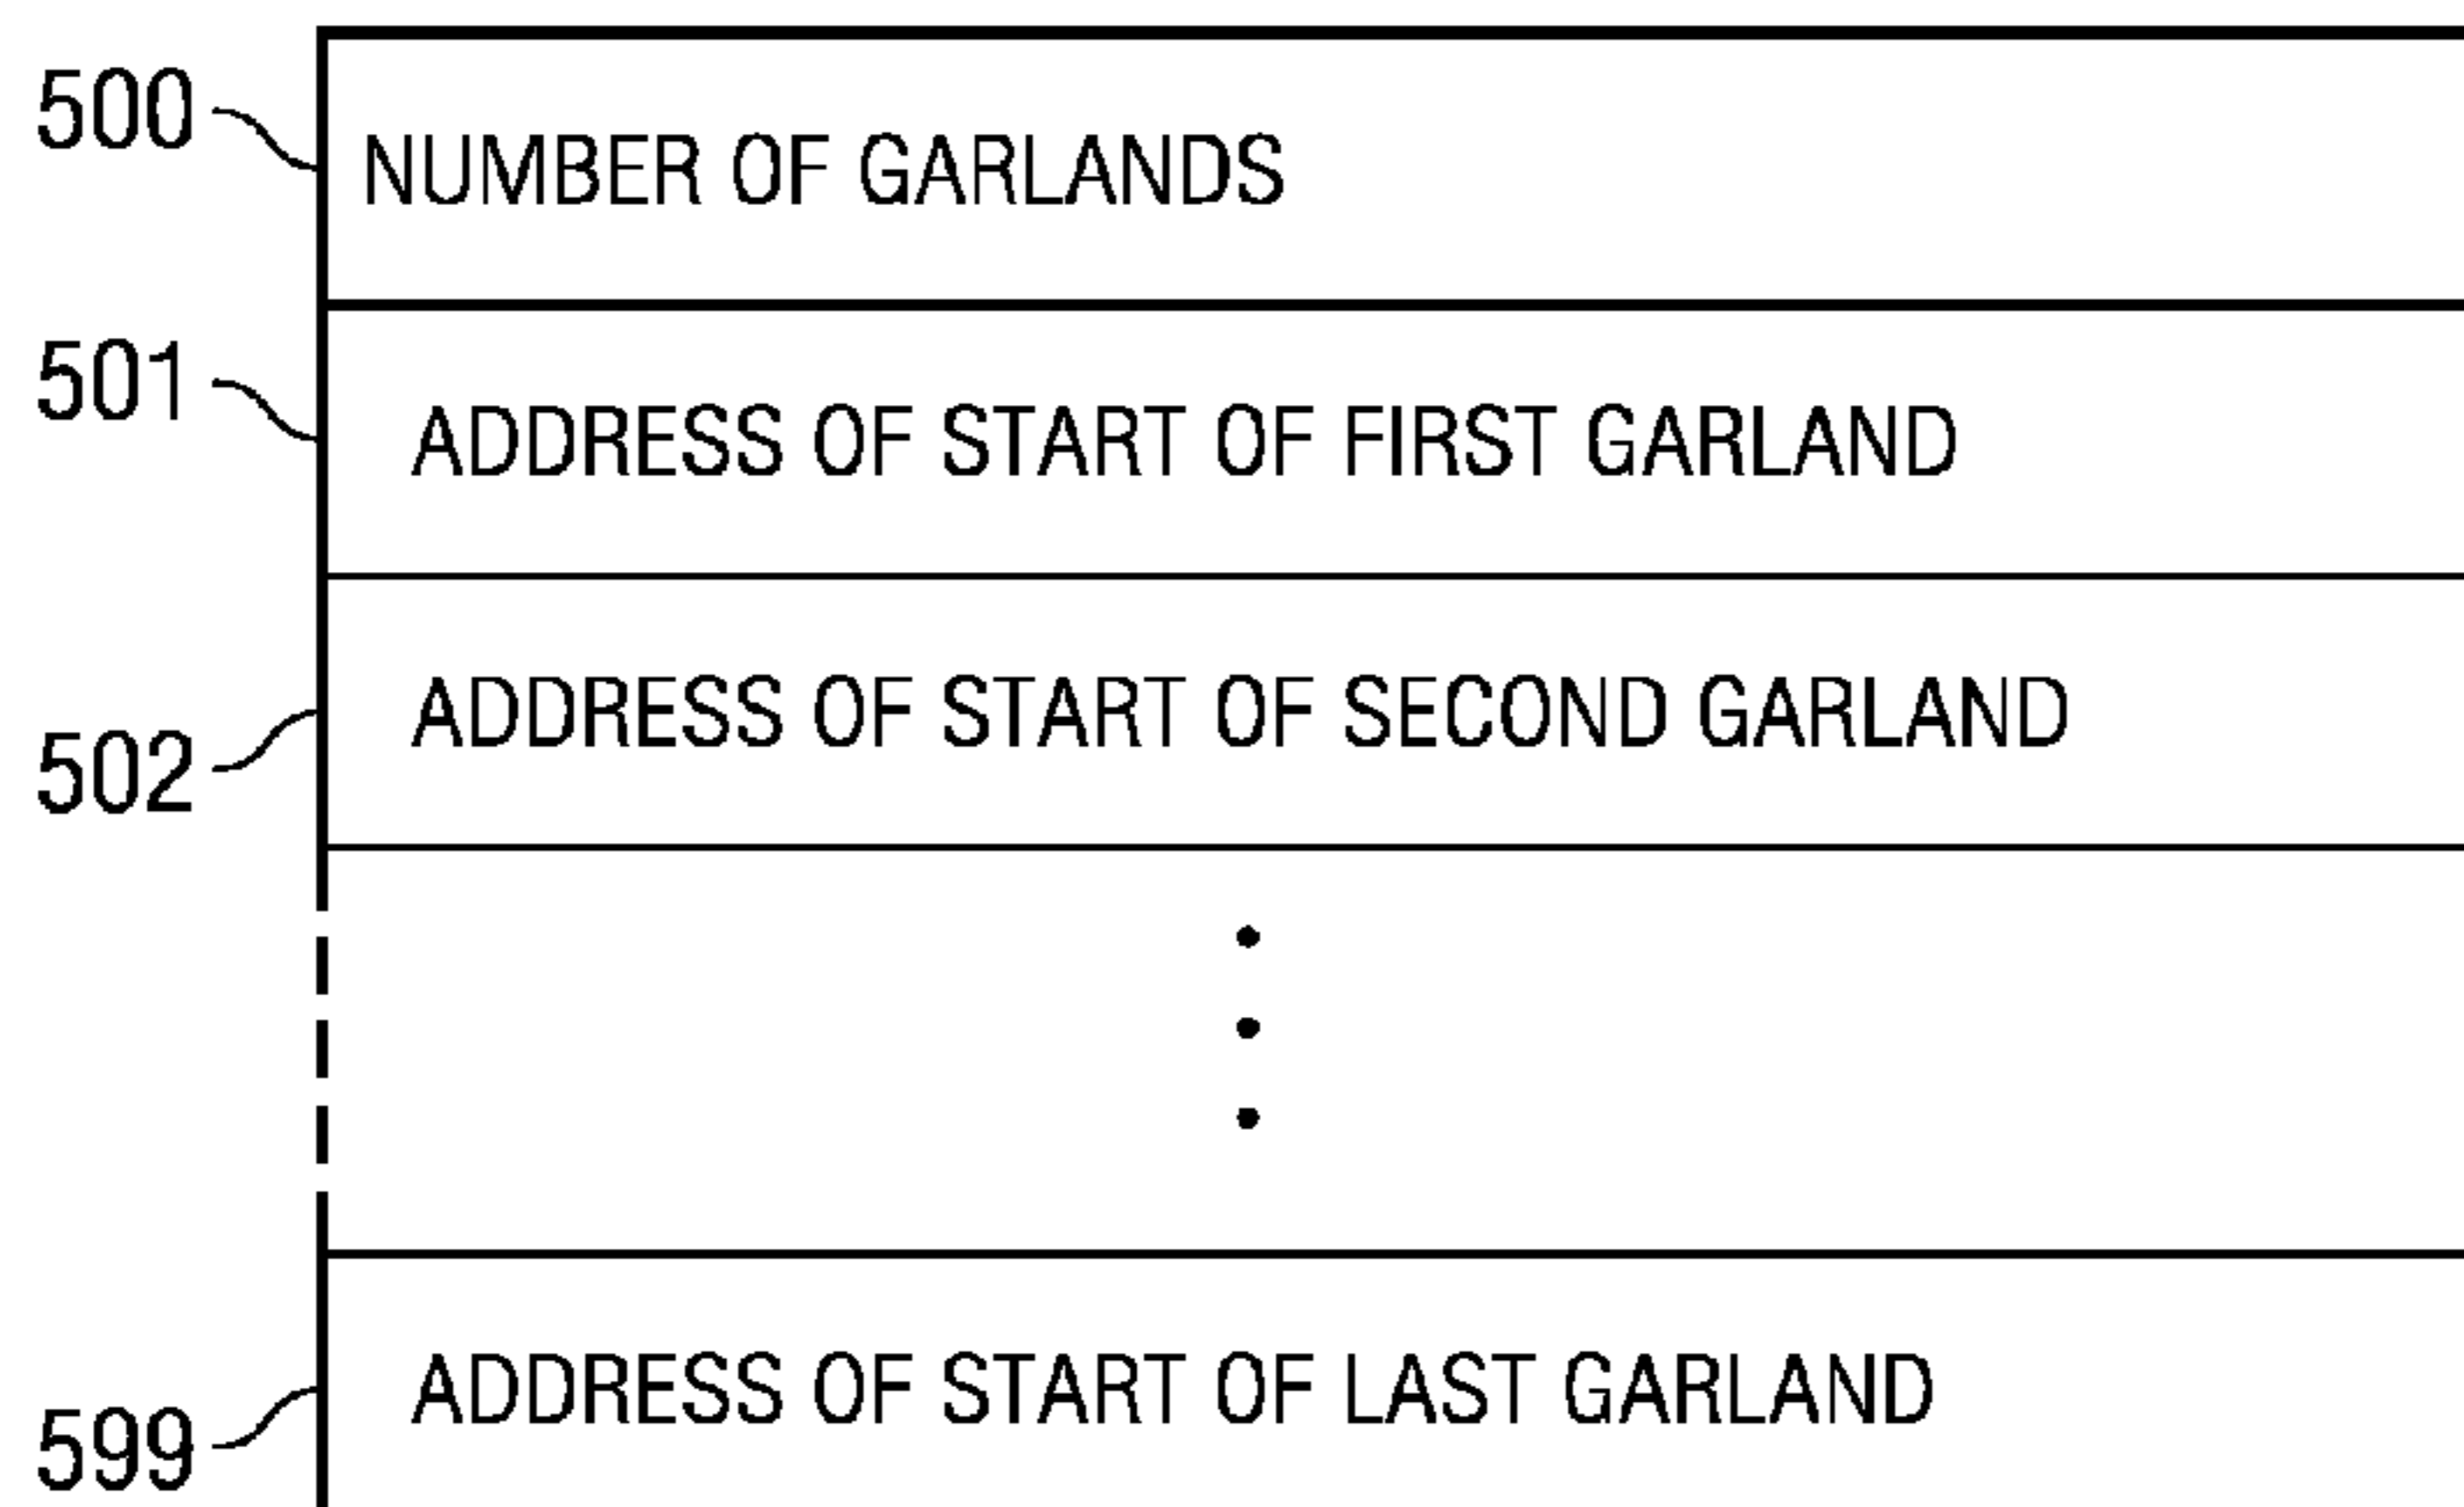 500 NUMBER OF GARLANDS
501 ADDRESS OF START OF FIRST GARLAND
502 ADDRESS OF START OF SECOND GARLAND
599 ADDRESS OF START OF LAST GARLAND